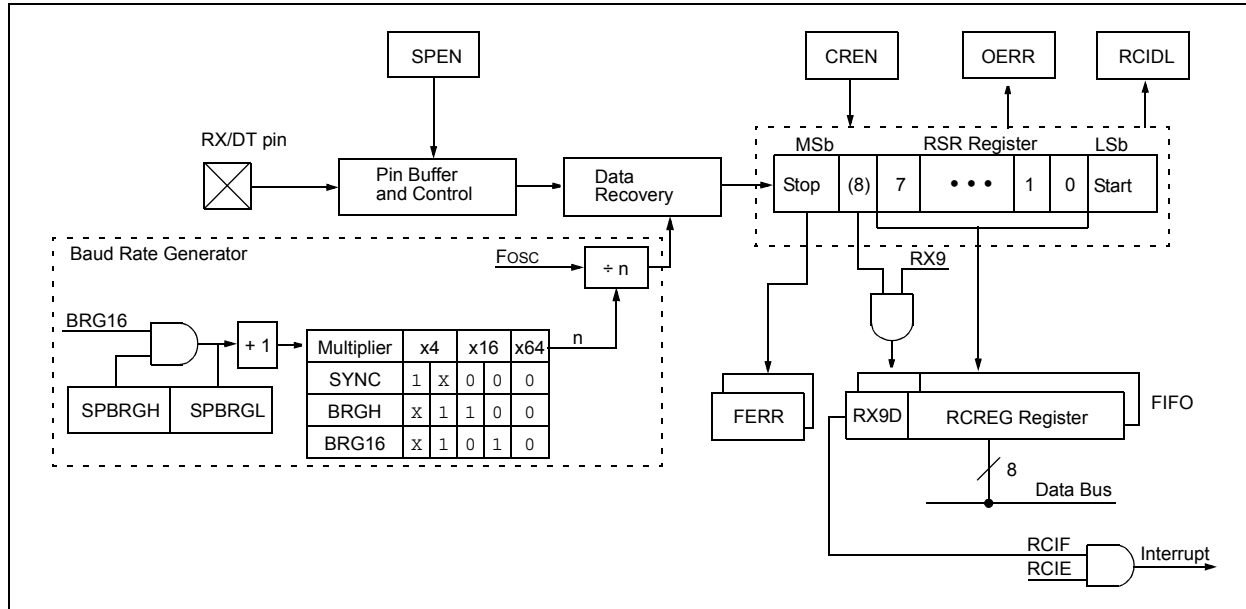 SPEN
CREN
OERR
RCIDL
RX/DT pin
Pin Buffer
and Control
Data
Recovery
MSb
RSR Register
LSb
Stop
(8)
7
• • •
1
0
Start
Baud Rate Generator
FOSC
÷ n
RX9
BRG16
+ 1
n
Multiplier x4 x16 x64
SYNC 1 X 0 0 0
BRGH X 1 1 0 0
BRG16 X 1 0 1 0
SPBRGH
SPBRGL
FERR
RX9D
RCREG Register
FIFO
8
Data Bus
RCIF
RCIE
Interrupt